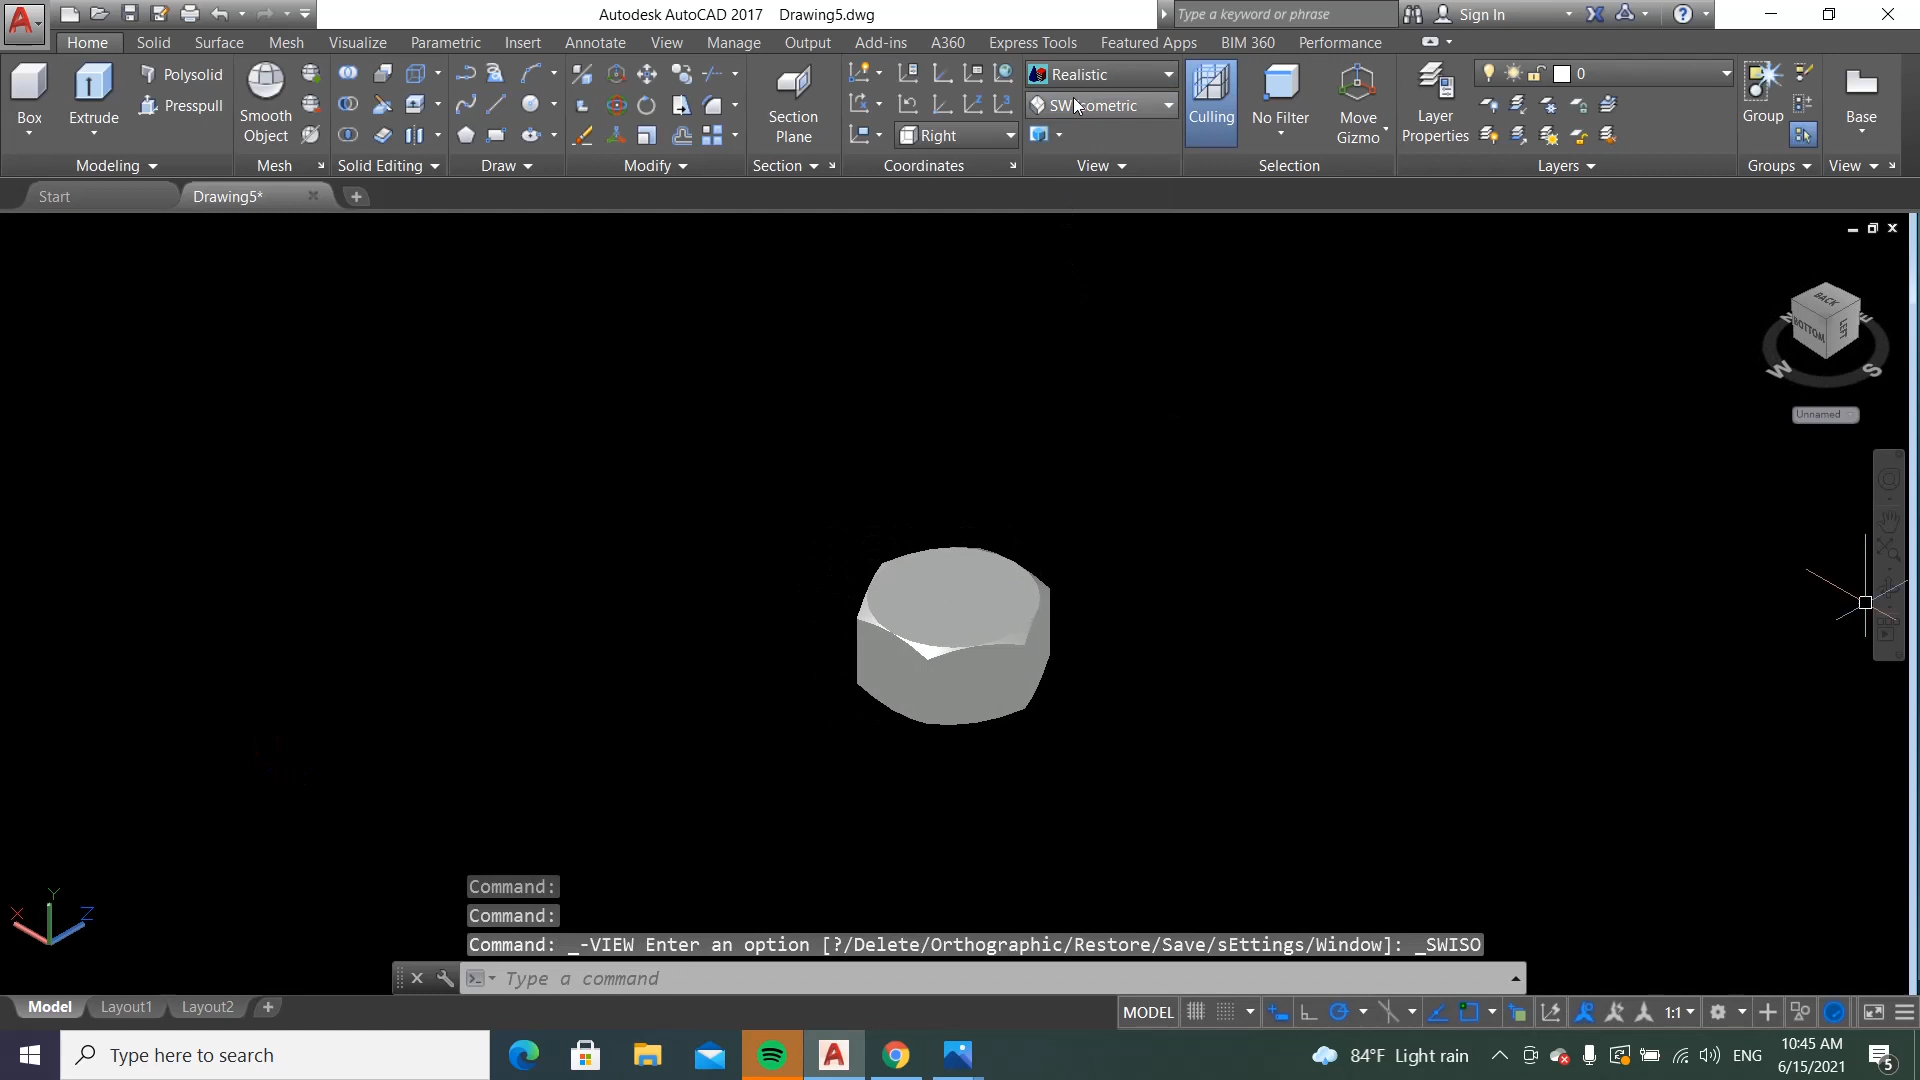 Autodesk AutoCAD 2017 Drawing5.dwg
Type a keyword or phrase
Sign In
Home Solid Surface Mesh Visualize Parametric Insert Annotate View Manage Output Add-ins A360 Express Tools Featured Apps BIM 360 Performance
Box
Extrude
Polysolid
Presspull
Smooth
Object
Section
Plane
Right
Realistic
Culling
No Filter
Move
Gizmo
Layer
Properties
0
Group
Base
Modeling
Mesh
Solid Editing
Draw
Modify
Section
Coordinates
View
Selection
Layers
Groups
View
Start
Drawing5*
BACK
BOTTOM
LEFT
W
S
E
Unnamed
Y
X
Z
Command:
Command:
Command: _-VIEW Enter an option [?/Delete/Orthographic/Restore/Save/sEttings/Window]: _SWISO
Type a command
Model
Layout1
Layout2
MODEL
1:1
Type here to search
84°F Light rain
ENG
10:45 AM
6/15/2021
5